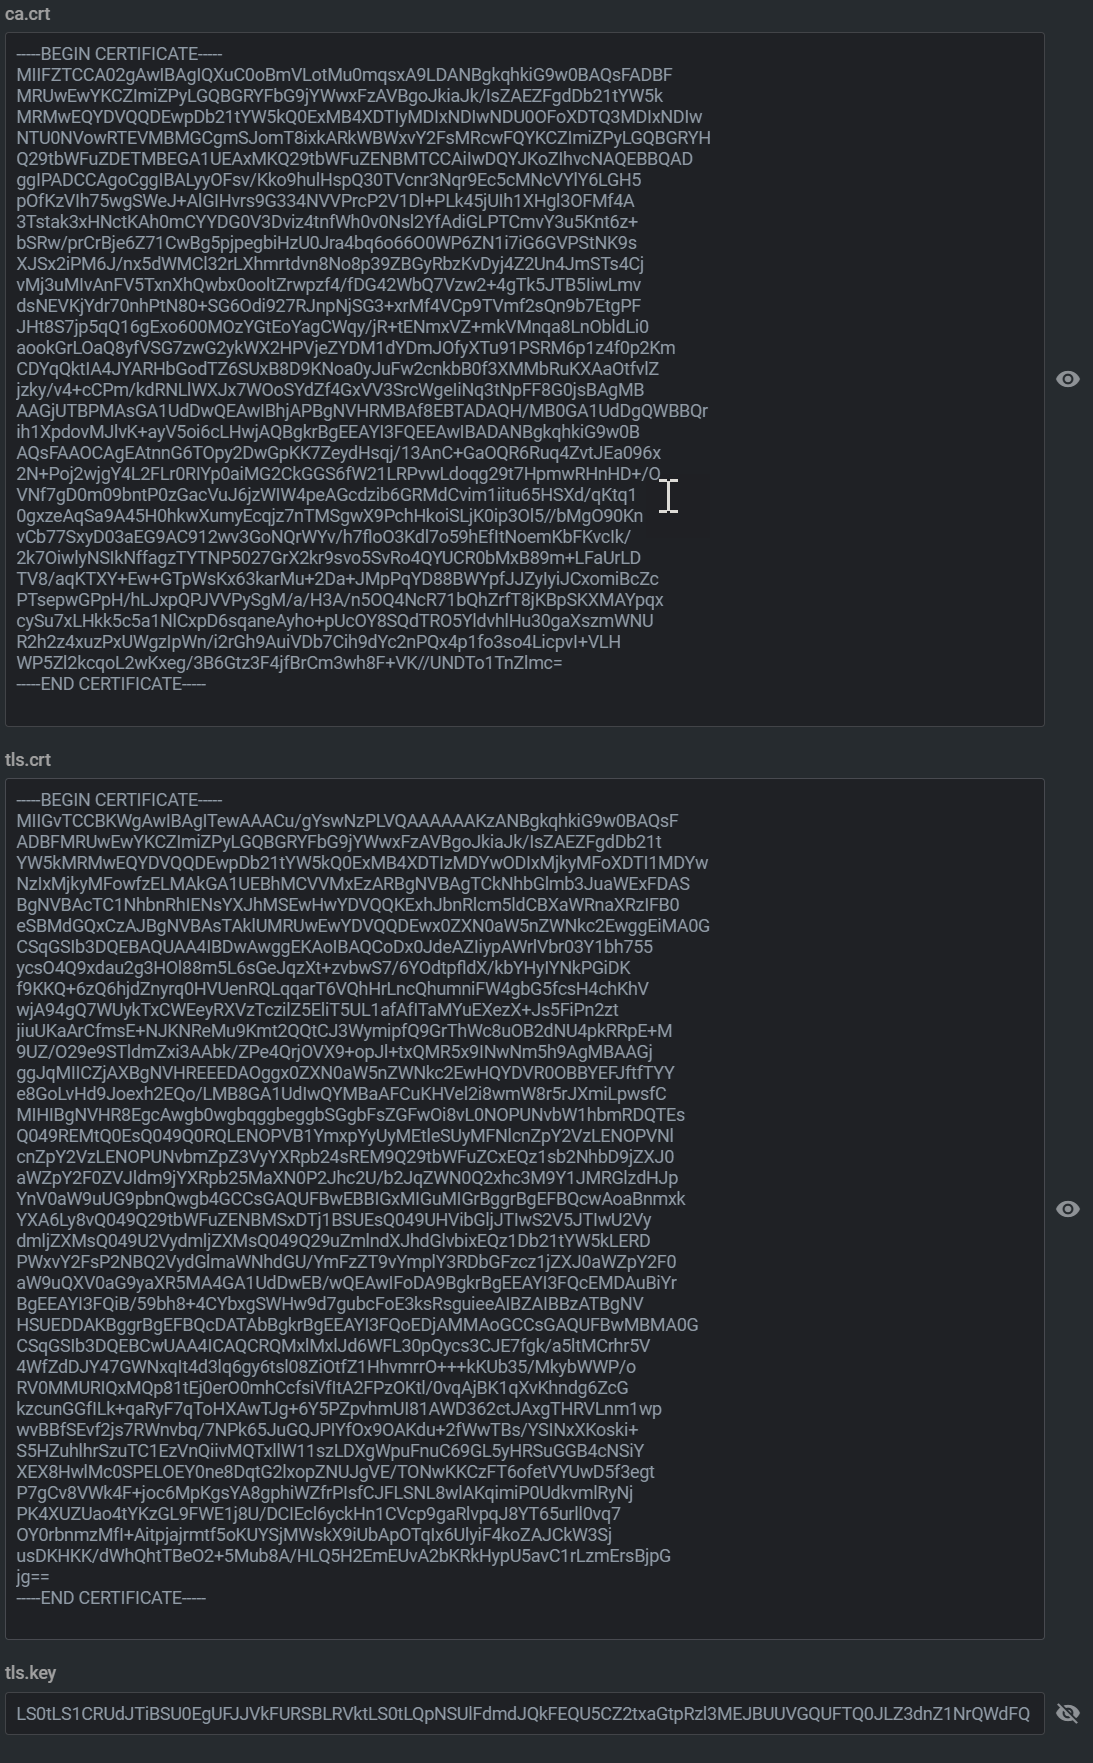 ca.crt
-----BEGIN CERTIFICATE-----
MIIFZTCCA02gAwIBAgIQXuC0oBmVLotMu0mqsxA9LDANBgkqhkiG9w0BAQsFADBF
MRUwEwYKCZImiZPyLGQBGRYFbG9jYWwxFzAVBgoJkiaJk/IsZAEZFgdDb21tYW5k
MRMwEQYDVQQDEwpDb21tYW5kQ0ExMB4XDTIyMDIxNDIwNDU0OFoXDTQ3MDIxNDIw
NTU0NVowRTEVMBMGCgmSJomT8ixkARkWBWxvY2FsMRcwFQYKCZImiZPyLGQBGRYH
Q29tbWFuZDETMBEGA1UEAxMKQ29tbWFuZENBMTCCAiIwDQYJKoZIhvcNAQEBBQAD
ggIPADCCAgoCggIBALyyOFsv/Kko9hulHspQ30TVcnr3Nqr9Ec5cMNcVYlY6LGH5
pOfKzVIh75wgSWeJ+AlGIHvrs9G334NVVPrcP2V1Dl+PLk45jUIh1XHgl3OFMf4A
3Tstak3xHNctKAh0mCYYDG0V3Dviz4tnfWh0v0Nsl2YfAdiGLPTCmvY3u5Knt6z+
bSRw/prCrBje6Z71CwBg5pjpegbiHzU0Jra4bq6o66O0WP6ZN1i7iG6GVPStNK9s
XJSx2iPM6J/nx5dWMCl32rLXhmrtdvn8No8p39ZBGyRbzKvDyj4Z2Un4JmSTs4Cj
vMj3uMIvAnFV5TxnXhQwbx0ooltZrwpzf4/fDG42WbQ7Vzw2+4gTk5JTB5IiwLmv
dsNEVKjYdr70nhPtN80+SG6Odi927RJnpNjSG3+xrMf4VCp9TVmf2sQn9b7EtgPF
JHt8S7jp5qQ16gExo600MOzYGtEoYagCWqy/jR+tENmxVZ+mkVMnqa8LnObldLi0
aookGrLOaQ8yfVSG7zwG2ykWX2HPVjeZYDM1dYDmJOfyXTu91PSRM6p1z4f0p2Km
CDYqQktIA4JYARHbGodTZ6SUxB8D9KNoa0yJuFw2cnkbB0f3XMMbRuKXAaOtfvlZ
jzky/v4+cCPm/kdRNLlWXJx7WOoSYdZf4GxVV3SrcWgeIiNq3tNpFF8G0jsBAgMB
AAGjUTBPMAsGA1UdDwQEAwIBhjAPBgNVHRMBAf8EBTADAQH/MB0GA1UdDgQWBBQr
ih1XpdovMJlvK+ayV5oi6cLHwjAQBgkrBgEEAYI3FQEEAwIBADANBgkqhkiG9w0B
AQsFAAOCAgEAtnnG6TOpy2DwGpKK7ZeydHsqj/13AnC+GaOQR6Ruq4ZvtJEa096x
2N+Poj2wjgY4L2FLr0RIYp0aiMG2CkGGS6fW21LRPvwLdoqg29t7HpmwRHnHD+/O
VNf7gD0m09bntP0zGacVuJ6jzWIW4peAGcdzib6GRMdCvim1iitu65HSXd/qKtq1
0gxzeAqSa9A45H0hkwXumyEcqjz7nTMSgwX9PchHkoiSLjK0ip3Ol5//bMgO90Kn
vCb77SxyD03aEG9AC912wv3GoNQrWYv/h7floO3Kdl7o59hEfItNoemKbFKvcIk/
2k7OiwlyNSlkNffagzTYTNP5027GrX2kr9svo5SvRo4QYUCR0bMxB89m+LFaUrLD
TV8/aqKTXY+Ew+GTpWsKx63karMu+2Da+JMpPqYD88BWYpfJJZyIyiJCxomiBcZc
PTsepwGPpH/hLJxpQPJVVPySgM/a/H3A/n5OQ4NcR71bQhZrfT8jKBpSKXMAYpqx
cySu7xLHkk5c5a1NlCxpD6sqaneAyho+pUcOY8SQdTRO5YldvhlHu30gaXszmWNU
R2h2z4xuzPxUWgzIpWn/i2rGh9AuiVDb7Cih9dYc2nPQx4p1fo3so4LicpvI+VLH
WP5Zl2kcqoL2wKxeg/3B6Gtz3F4jfBrCm3wh8F+VK//UNDTo1TnZlmc=
-----END CERTIFICATE-----
tls.crt
-----BEGIN CERTIFICATE-----
MIIGvTCCBKWgAwIBAgITewAAACu/gYswNzPLVQAAAAAAKzANBgkqhkiG9w0BAQsF
ADBFMRUwEwYKCZImiZPyLGQBGRYFbG9jYWwxFzAVBgoJkiaJk/IsZAEZFgdDb21t
YW5kMRMwEQYDVQQDEwpDb21tYW5kQ0ExMB4XDTIzMDYwODIxMjkyMFoXDTI1MDYw
NzIxMjkyMFowfzELMAkGA1UEBhMCVVMxEzARBgNVBAgTCkNhbGlmb3JuaWExFDAS
BgNVBAcTC1NhbnRhIENsYXJhMSEwHwYDVQQKExhJbnRlcm5ldCBXaWRnaXRzIFB0
eSBMdGQxCzAJBgNVBAsTAklUMRUwEwYDVQQDEwx0ZXN0aW5nZWNkc2EwggEiMA0G
CSqGSIb3DQEBAQUAA4IBDwAwggEKAoIBAQCoDx0JdeAZIiypAWrlVbr03Y1bh755
ycsO4Q9xdau2g3HOl88m5L6sGeJqzXt+zvbwS7/6YOdtpfldX/kbYHyIYNkPGiDK
f9KKQ+6zQ6hjdZnyrq0HVUenRQLqqarT6VQhHrLncQhumniFW4gbG5fcsH4chKhV
wjA94gQ7WUykTxCWEeyRXVzTczilZ5EliT5UL1afAfITaMYuEXezX+Js5FiPn2zt
jiuUKaArCfmsE+NJKNReMu9Kmt2QQtCJ3WymipfQ9GrThWc8uOB2dNU4pkRRpE+M
9UZ/O29e9STldmZxi3AAbk/ZPe4QrjOVX9+opJl+txQMR5x9INwNm5h9AgMBAAGj
ggJqMIICZjAXBgNVHREEEDAOggx0ZXN0aW5nZWNkc2EwHQYDVR0OBBYEFJftfTYY
e8GoLvHd9Joexh2EQo/LMB8GA1UdIwQYMBaAFCuKHVel2i8wmW8r5rJXmiLpwsfC
MIHIBgNVHR8EgcAwgb0wgbqggbeggbSGgbFsZGFwOi8vL0NOPUNvbW1hbmRDQTEs
Q049REMtQ0EsQ049Q0RQLENOPVB1YmxpYyUyMEtleSUyMFNlcnZpY2VzLENOPVNl
cnZpY2VzLENOPUNvbmZpZ3VyYXRpb24sREM9Q29tbWFuZCxEQz1sb2NhbD9jZXJ0
aWZpY2F0ZVJldm9jYXRpb25MaXN0P2Jhc2U/b2JqZWN0Q2xhc3M9Y1JMRGlzdHJp
YnV0aW9uUG9pbnQwgb4GCCsGAQUFBwEBBIGxMIGuMIGrBggrBgEFBQcwAoaBnmxk
YXA6Ly8vQ049Q29tbWFuZENBMSxDTj1BSUEsQ049UHVibGljJTIwS2V5JTIwU2Vy
dmljZXMsQ049U2VydmljZXMsQ049Q29uZmlndXJhdGlvbixEQz1Db21tYW5kLERD
PWxvY2FsP2NBQ2VydGlmaWNhdGU/YmFzZT9vYmplY3RDbGFzcz1jZXJ0aWZpY2F0
aW9uQXV0aG9yaXR5MA4GA1UdDwEB/wQEAwIFoDA9BgkrBgEEAYI3FQcEMDAuBiYr
BgEEAYI3FQiB/59bh8+4CYbxgSWHw9d7gubcFoE3ksRsguieeAIBZAIBBzATBgNV
HSUEDDAKBggrBgEFBQcDATAbBgkrBgEEAYI3FQoEDjAMMAoGCCsGAQUFBwMBMA0G
CSqGSIb3DQEBCwUAA4ICAQCRQMxlMxlJd6WFL30pQycs3CJE7fgk/a5ltMCrhr5V
4WfZdDJY47GWNxqIt4d3lq6gy6tsl08ZiOtfZ1HhvmrrO+++kKUb35/MkybWWP/o
RV0MMURIQxMQp81tEj0erO0mhCcfsiVfItA2FPzOKtl/0vqAjBK1qXvKhndg6ZcG
kzcunGGfILk+qaRyF7qToHXAwTJg+6Y5PZpvhmUI81AWD362ctJAxgTHRVLnm1wp
wvBBfSEvf2js7RWnvbq/7NPk65JuGQJPIYfOx9OAKdu+2fWwTBs/YSINxXKoski+
S5HZuhlhrSzuTC1EzVnQiivMQTxllW11szLDXgWpuFnuC69GL5yHRSuGGB4cNSiY
XEX8HwlMc0SPELOEY0ne8DqtG2lxopZNUJgVE/TONwKKCzFT6ofetVYUwD5f3egt
P7gCv8VWk4F+joc6MpKgsYA8gphiWZfrPIsfCJFLSNL8wlAKqimiP0UdkvmlRyNj
PK4XUZUao4tYKzGL9FWE1j8U/DCIEcl6yckHn1CVcp9gaRlvpqJ8YT65urll0vq7
OY0rbnmzMfI+Aitpjajrmtf5oKUYSjMWskX9iUbApOTqIx6UlyiF4koZAJCkW3Sj
usDKHKK/dWhQhtTBeO2+5Mub8A/HLQ5H2EmEUvA2bKRkHypU5avC1rLzmErsBjpG
jg==
-----END CERTIFICATE-----
tls.key
LS0tLS1CRUdJTiBSU0EgUFJJVkFURSBLRVktLS0tLQpNSUlFdmdJQkFEQU5CZ2txaGtpRzl3MEJBUUVGQUFTQ0JLZ3dnZ1NrQWdFQ